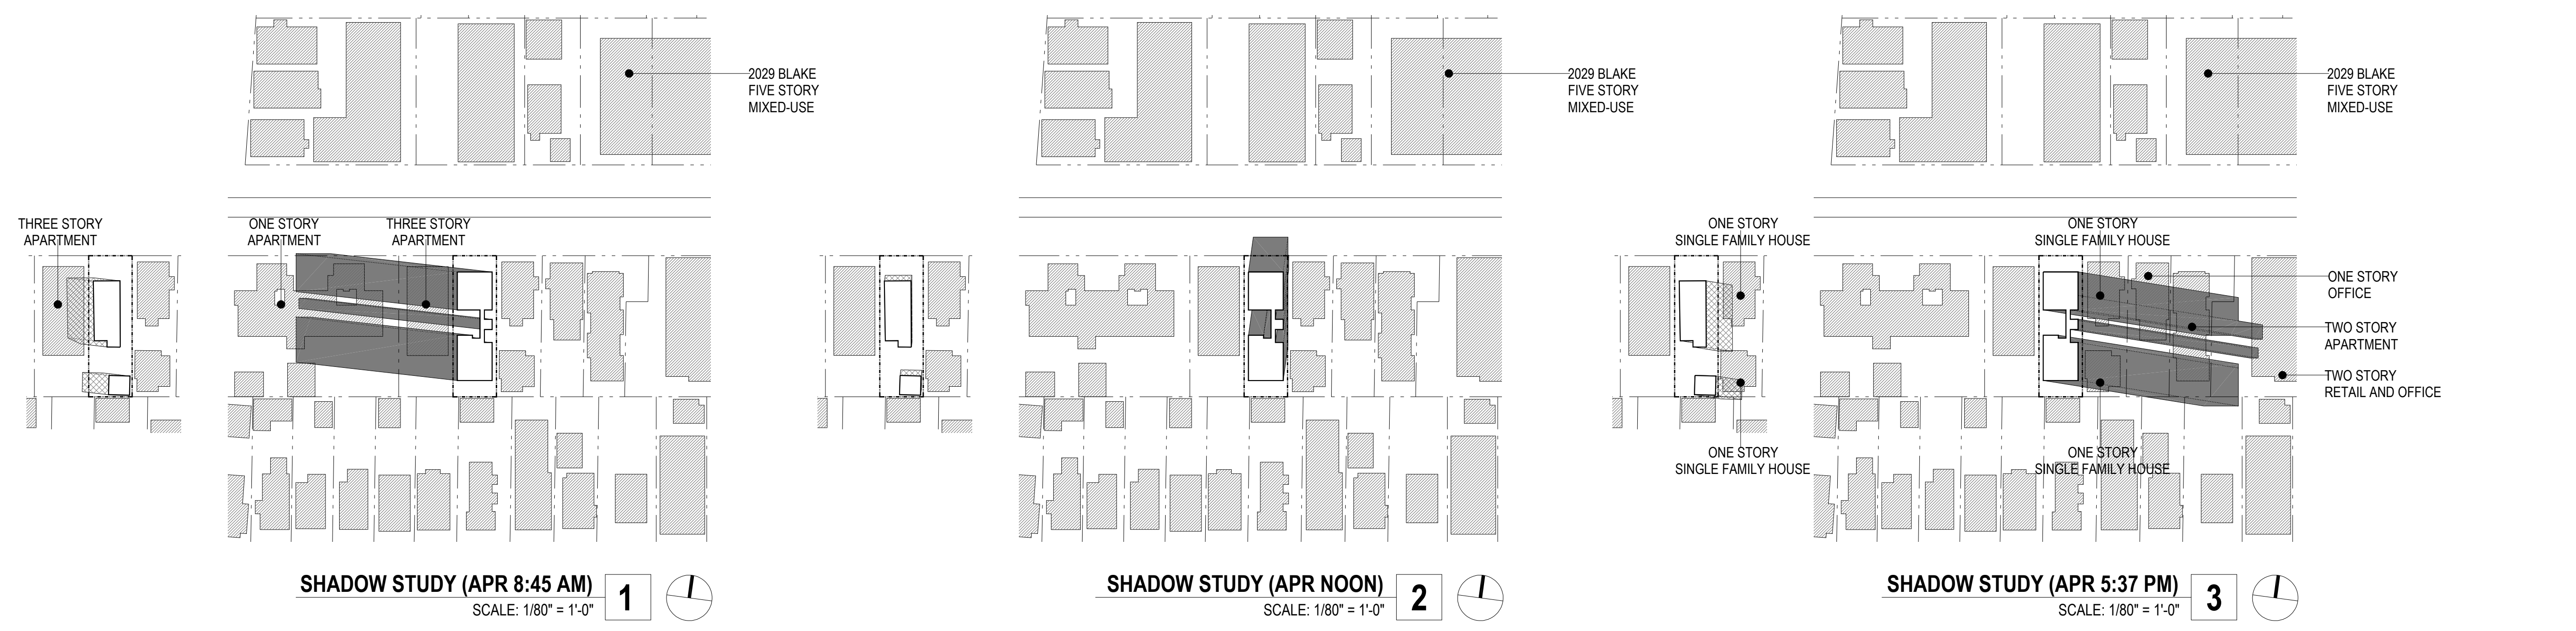 2029 BLAKE
FIVE STORY
MIXED-USE
THREE STORY
APARTMENT
ONE STORY
APARTMENT
THREE STORY
APARTMENT
SHADOW STUDY (APR 8:45 AM)
SCALE: 1/80" = 1'-0"
1
2029 BLAKE
FIVE STORY
MIXED-USE
SHADOW STUDY (APR NOON)
SCALE: 1/80" = 1'-0"
2
2029 BLAKE
FIVE STORY
MIXED-USE
ONE STORY
SINGLE FAMILY HOUSE
ONE STORY
SINGLE FAMILY HOUSE
ONE STORY
OFFICE
TWO STORY
APARTMENT
TWO STORY
RETAIL AND OFFICE
ONE STORY
SINGLE FAMILY HOUSE
ONE STORY
SINGLE FAMILY HOUSE
SHADOW STUDY (APR 5:37 PM)
SCALE: 1/80" = 1'-0"
3